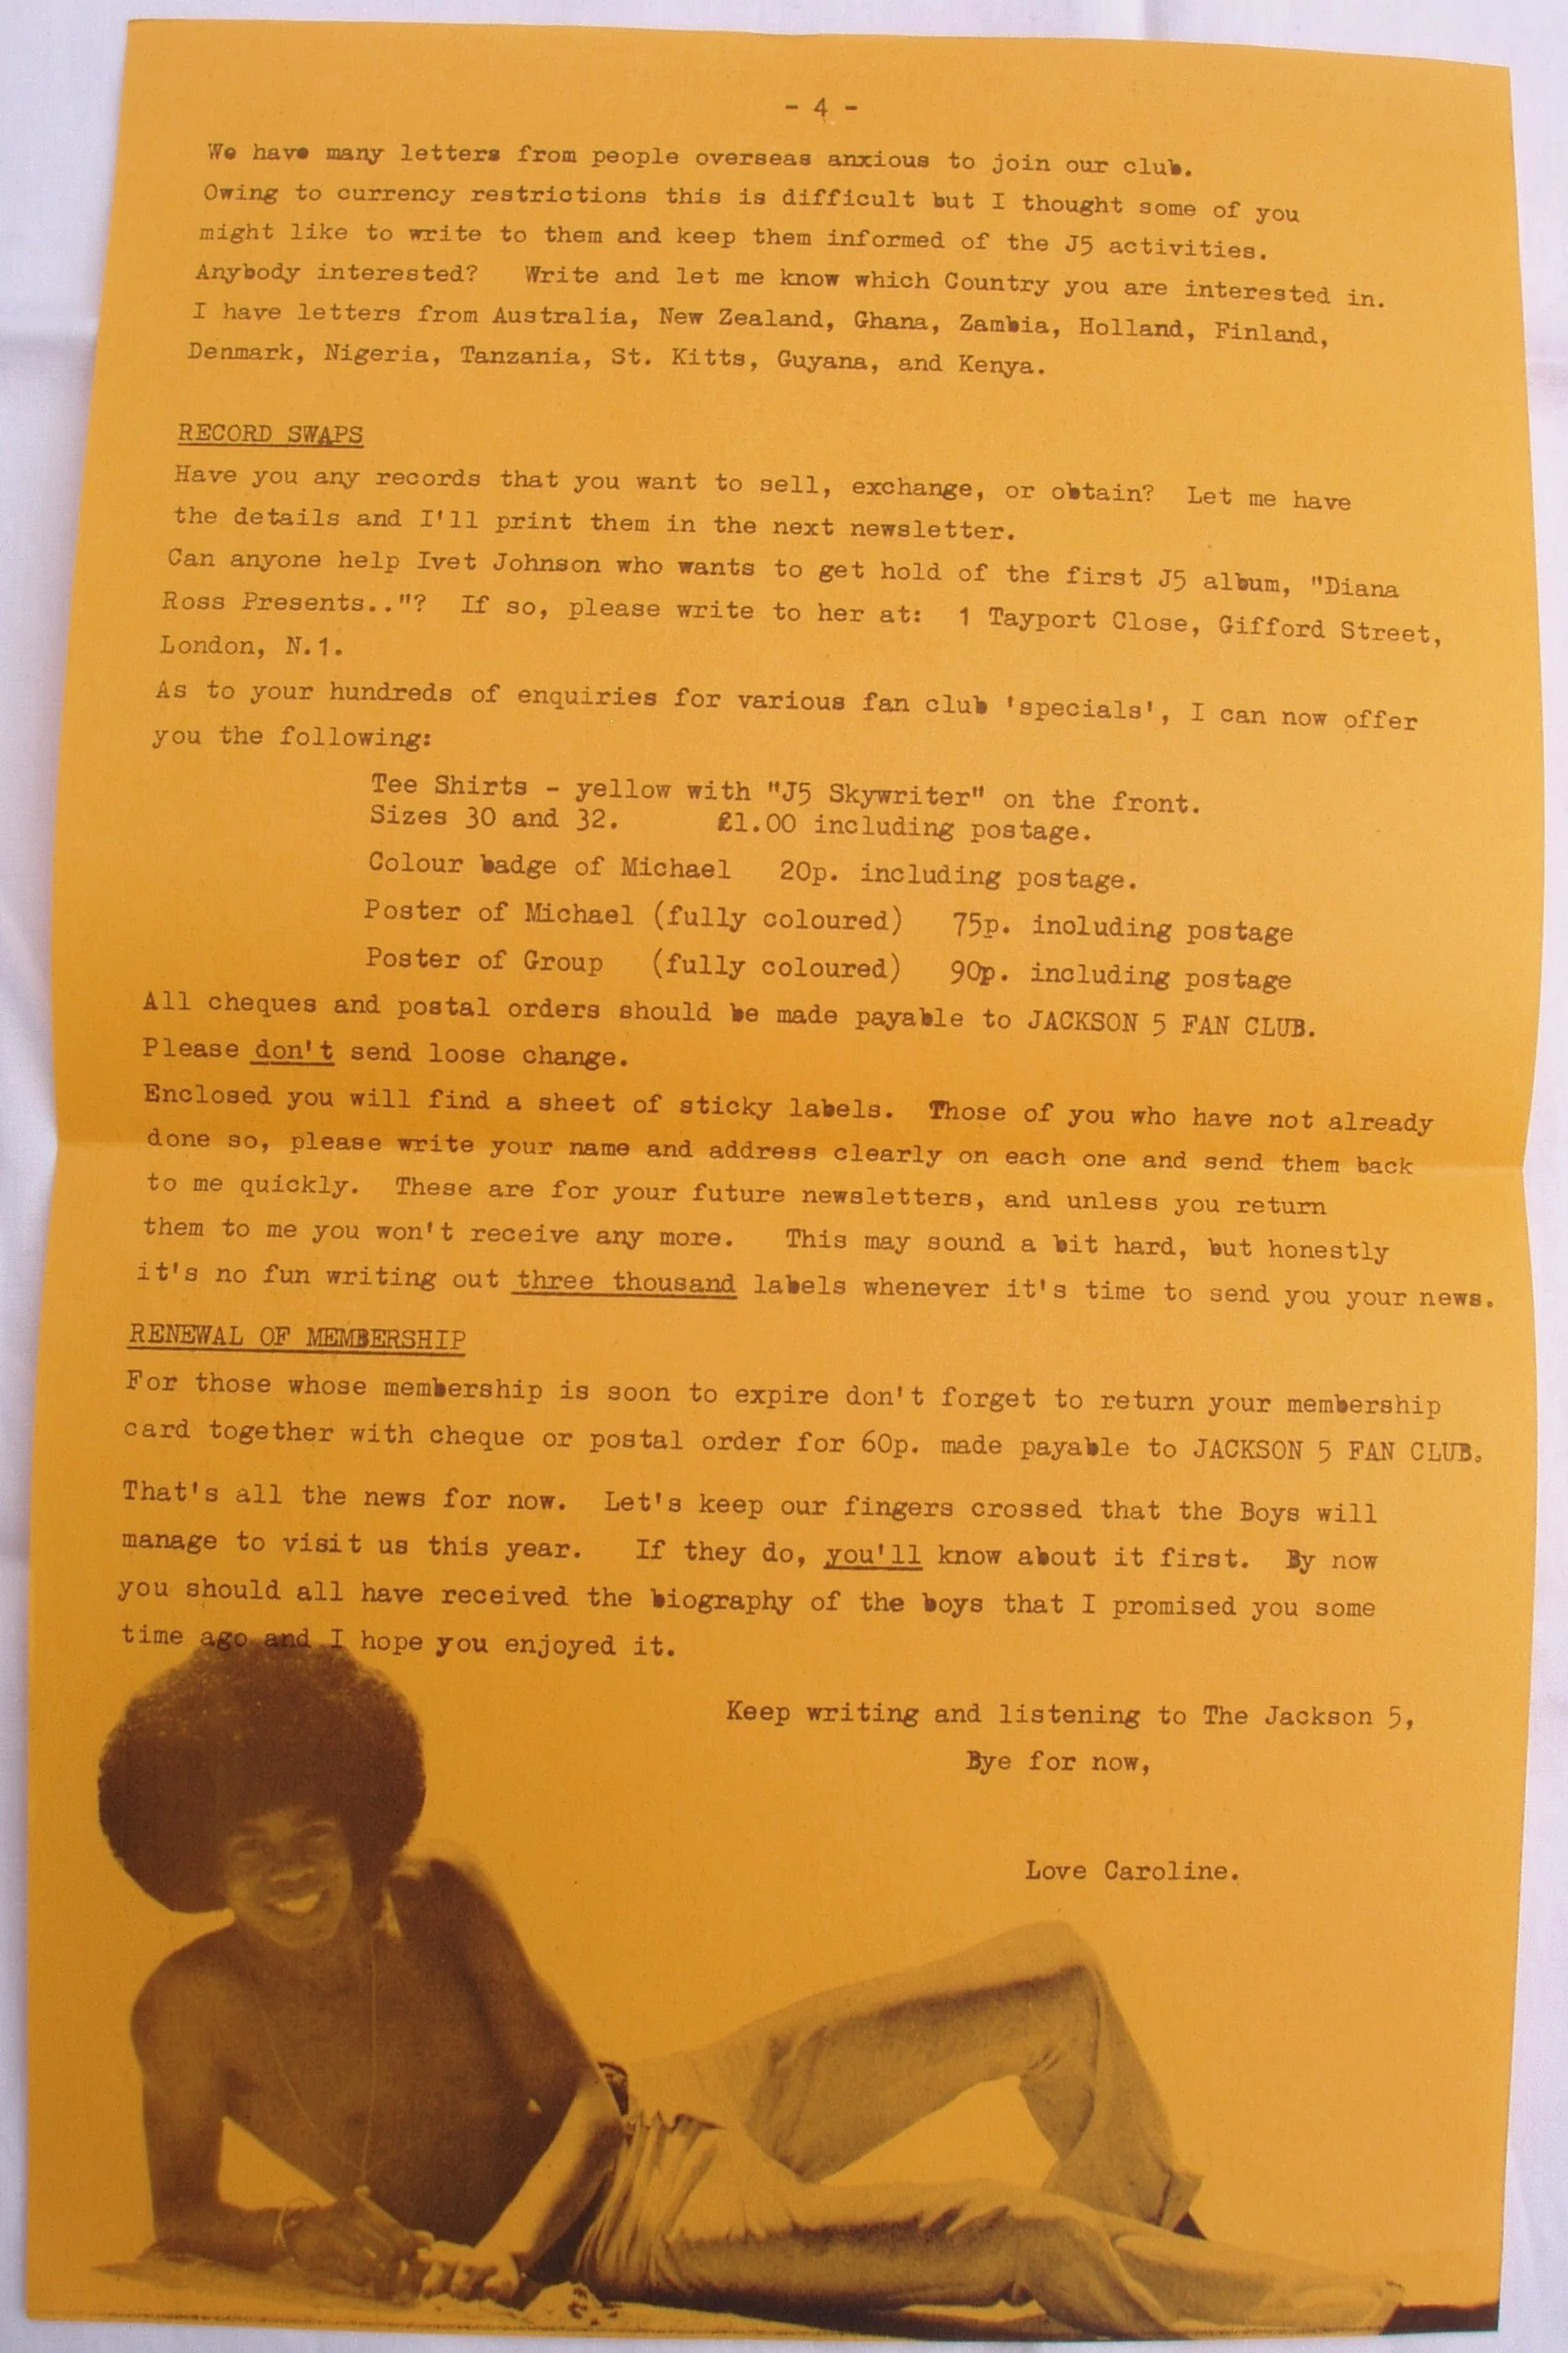 - 4 -
We have many letters from people overseas anxious to join our club.
Owing to currency restrictions this is difficult but I thought some of you
might like to write to them and keep them informed of the J5 activities.
Anybody interested? Write and let me know which Country you are interested in.
I have letters from Australia, New Zealand, Ghana, Zambia, Holland, Finland,
Denmark, Nigeria, Tanzania, St. Kitts, Guyana, and Kenya.
RECORD SWAPS
Have you any records that you want to sell, exchange, or obtain? Let me have
the details and I'll print them in the next newsletter.
Can anyone help Ivet Johnson who wants to get hold of the first J5 album, "Diana
Ross Presents.."? If so, please write to her at: 1 Tayport Close, Gifford Street,
London, N.1.
As to your hundreds of enquiries for various fan club 'specials', I can now offer
you the following:
Tee Shirts - yellow with "J5 Skywriter" on the front.
Sizes 30 and 32. £1.00 including postage.
Colour badge of Michael 20p. including postage.
Poster of Michael (fully coloured) 75p. including postage
Poster of Group (fully coloured) 90p. including postage
All cheques and postal orders should be made payable to JACKSON 5 FAN CLUB.
Please don't send loose change.
Enclosed you will find a sheet of sticky labels. Those of you who have not already
done so, please write your name and address clearly on each one and send them back
to me quickly. These are for your future newsletters, and unless you return
them to me you won't receive any more. This may sound a bit hard, but honestly
it's no fun writing out three thousand labels whenever it's time to send you your news.
RENEWAL OF MEMBERSHIP
For those whose membership is soon to expire don't forget to return your membership
card together with cheque or postal order for 60p. made payable to JACKSON 5 FAN CLUB.
That's all the news for now. Let's keep our fingers crossed that the Boys will
manage to visit us this year. If they do, you'll know about it first. By now
you should all have received the biography of the boys that I promised you some
time ago and I hope you enjoyed it.
Keep writing and listening to The Jackson 5,
Bye for now,
Love Caroline.